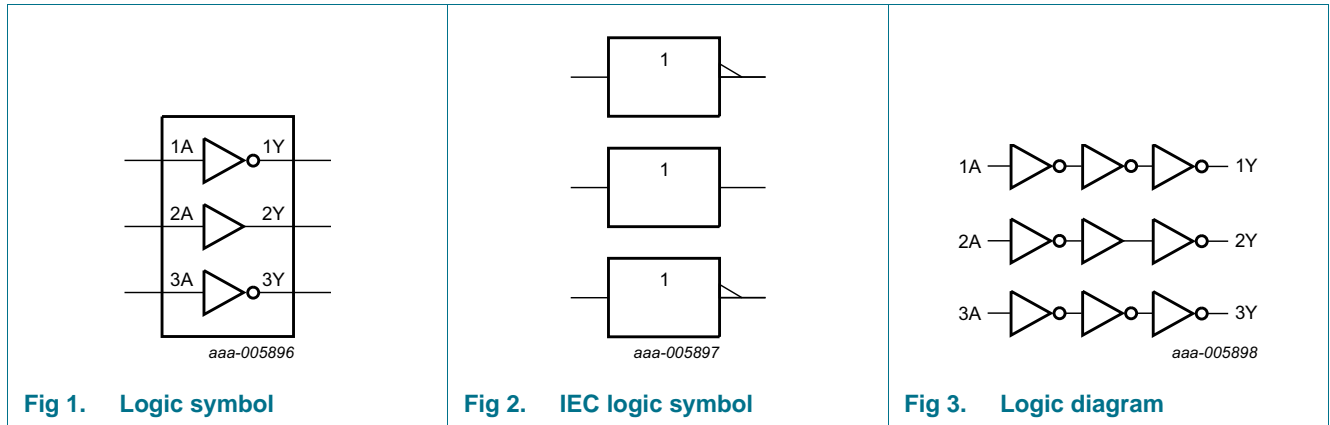 1A 1Y
2A 2Y
3A 3Y
aaa-005896
Fig 1. Logic symbol
1
1
1
aaa-005897
Fig 2. IEC logic symbol
1A 1Y
2A 2Y
3A 3Y
aaa-005898
Fig 3. Logic diagram